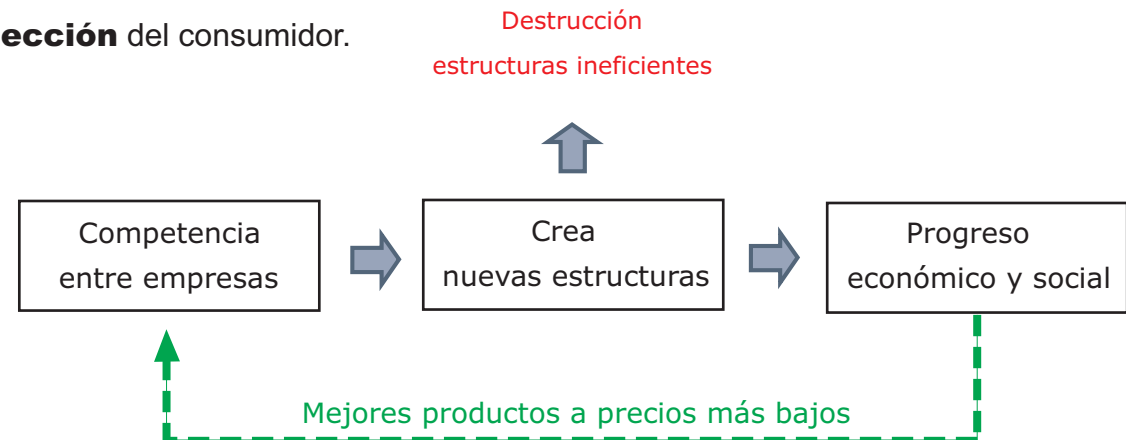 ección del consumidor.
Destrucción
estructuras ineficientes
Competencia
entre empresas
Crea
nuevas estructuras
Progreso
económico y social
Mejores productos a precios más bajos